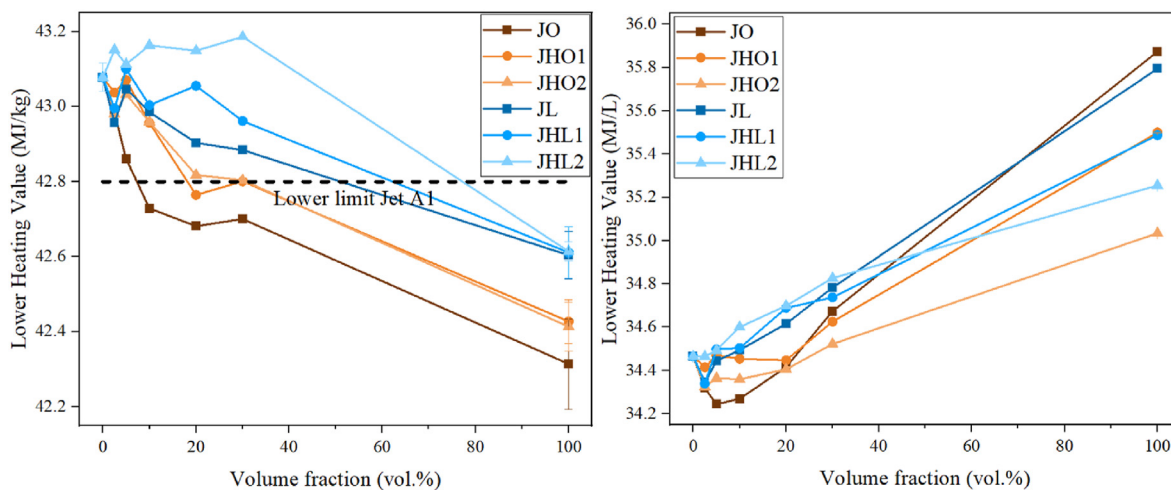 43.2
43.0
42.8
42.6
42.4
42.2
Lower Heating Value (MJ/kg)
JO
JHO1
JHO2
JL
JHL1
JHL2
Lower limit Jet A1
0 20 40 60 80 100
Volume fraction (vol.%)
36.0
35.8
35.6
35.4
35.2
35.0
34.8
34.6
34.4
34.2
Lower Heating Value (MJ/L)
JO
JHO1
JHO2
JL
JHL1
JHL2
0 20 40 60 80 100
Volume fraction (vol.%)